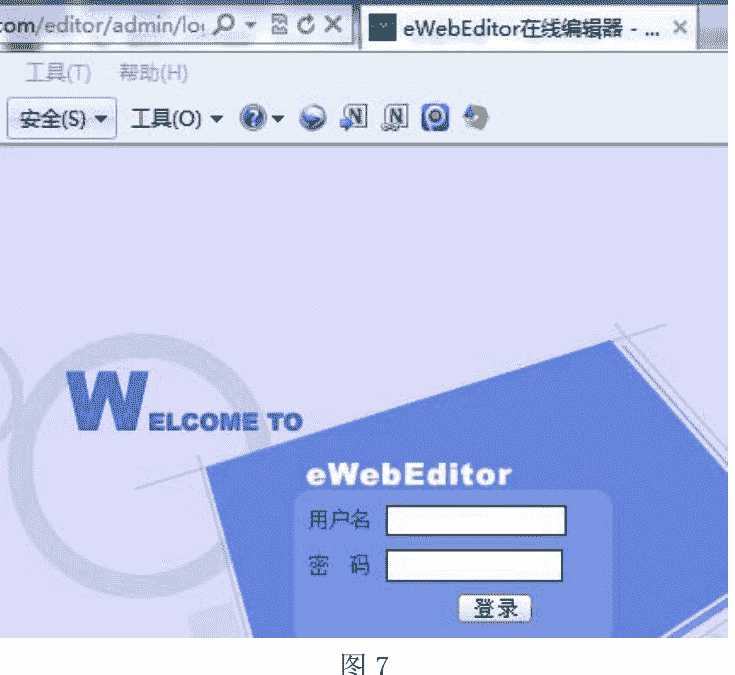 com/editor/admin/lo
eWebEditor在线编辑器 - ...
工具(T) 帮助(H)
安全(S) 工具(O)
WELCOME TO
eWebEditor
用户名
密 码
登录
图 7